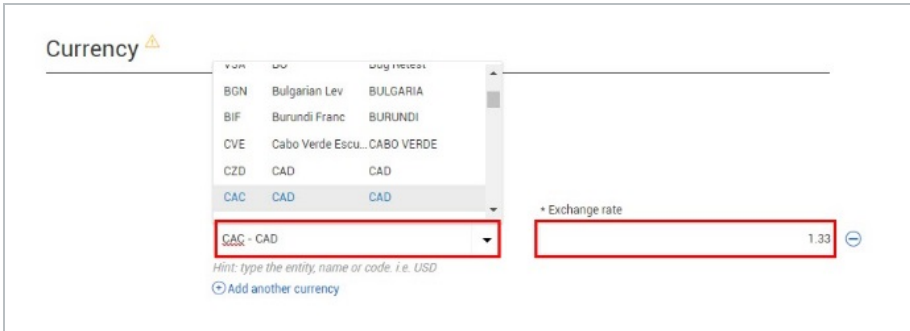 Currency
BGN Bulgarian Lev BULGARIA
BIF Burundi Franc BURUNDI
CVE Cabo Verde Escu... CABO VERDE
CZD CAD CAD
CAC CAD CAD
* Exchange rate
CAC - CAD 1.33
Hint: type the entity, name or code. i.e. USD
Add another currency